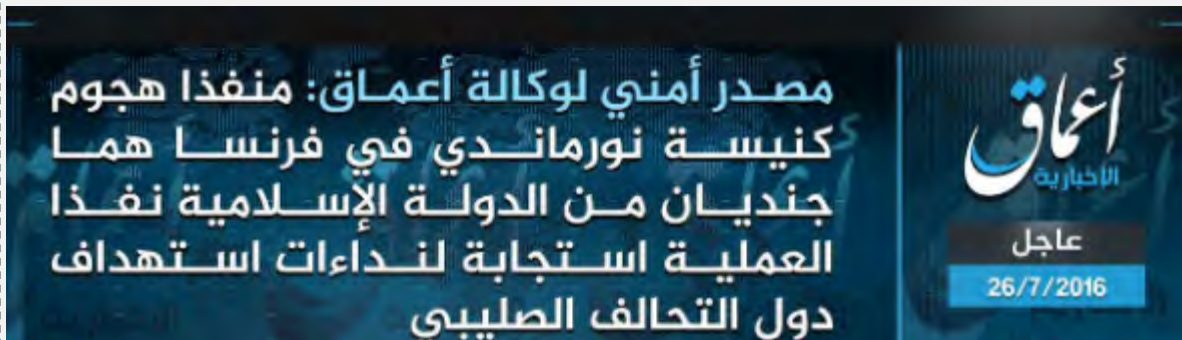 مصدر أمني لوكالة أعماق: منفذا هجوم
كنيسة نورماندي في فرنسا هما
جنديان من الدولة الإسلامية نفذا
العملية استجابة لنداءات استهداف
دول التحالف الصليبي
أعماق
الإخبارية
عاجل
26/7/2016